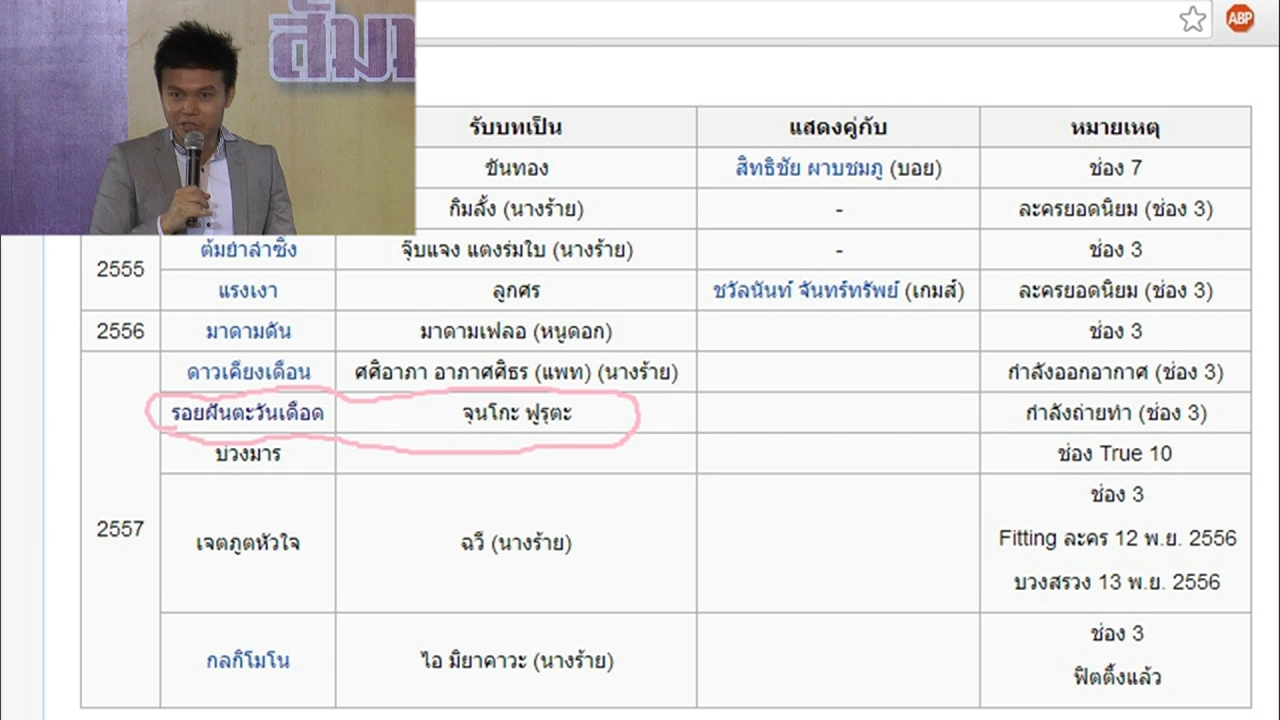 สัมม
ABP
รับบทเป็น แสดงคู่กับ หมายเหตุ
ขันทอง สิทธิชัย ผาบชมภู (บอย) ช่อง 7
กิมลั้ง (นางร้าย) - ละครยอดนิยม (ช่อง 3)
2555 ต้มยำลำซิ่ง จุ๊บแจง แตงร่มใบ (นางร้าย) - ช่อง 3
แรงเงา ลูกศร ชวัลนันท์ จันทร์ทรัพย์ (เกมส์) ละครยอดนิยม (ช่อง 3)
2556 มาดามดัน มาดามเฟลอ (หนูดอก) ช่อง 3
ดาวเคียงเดือน ศศิอาภา อาภาศศิธร (แพท) (นางร้าย) กำลังออกอากาศ (ช่อง 3)
รอยฝันตะวันเดือด จุนโกะ ฟูรุตะ กำลังถ่ายทำ (ช่อง 3)
บ่วงมาร ช่อง True 10
2557 เจตภูตหัวใจ ฉวี (นางร้าย) ช่อง 3
Fitting ละคร 12 พ.ย. 2556
บวงสรวง 13 พ.ย. 2556
กลกิโมโน ไอ มิยาคาวะ (นางร้าย) ช่อง 3
ฟิตติ้งแล้ว